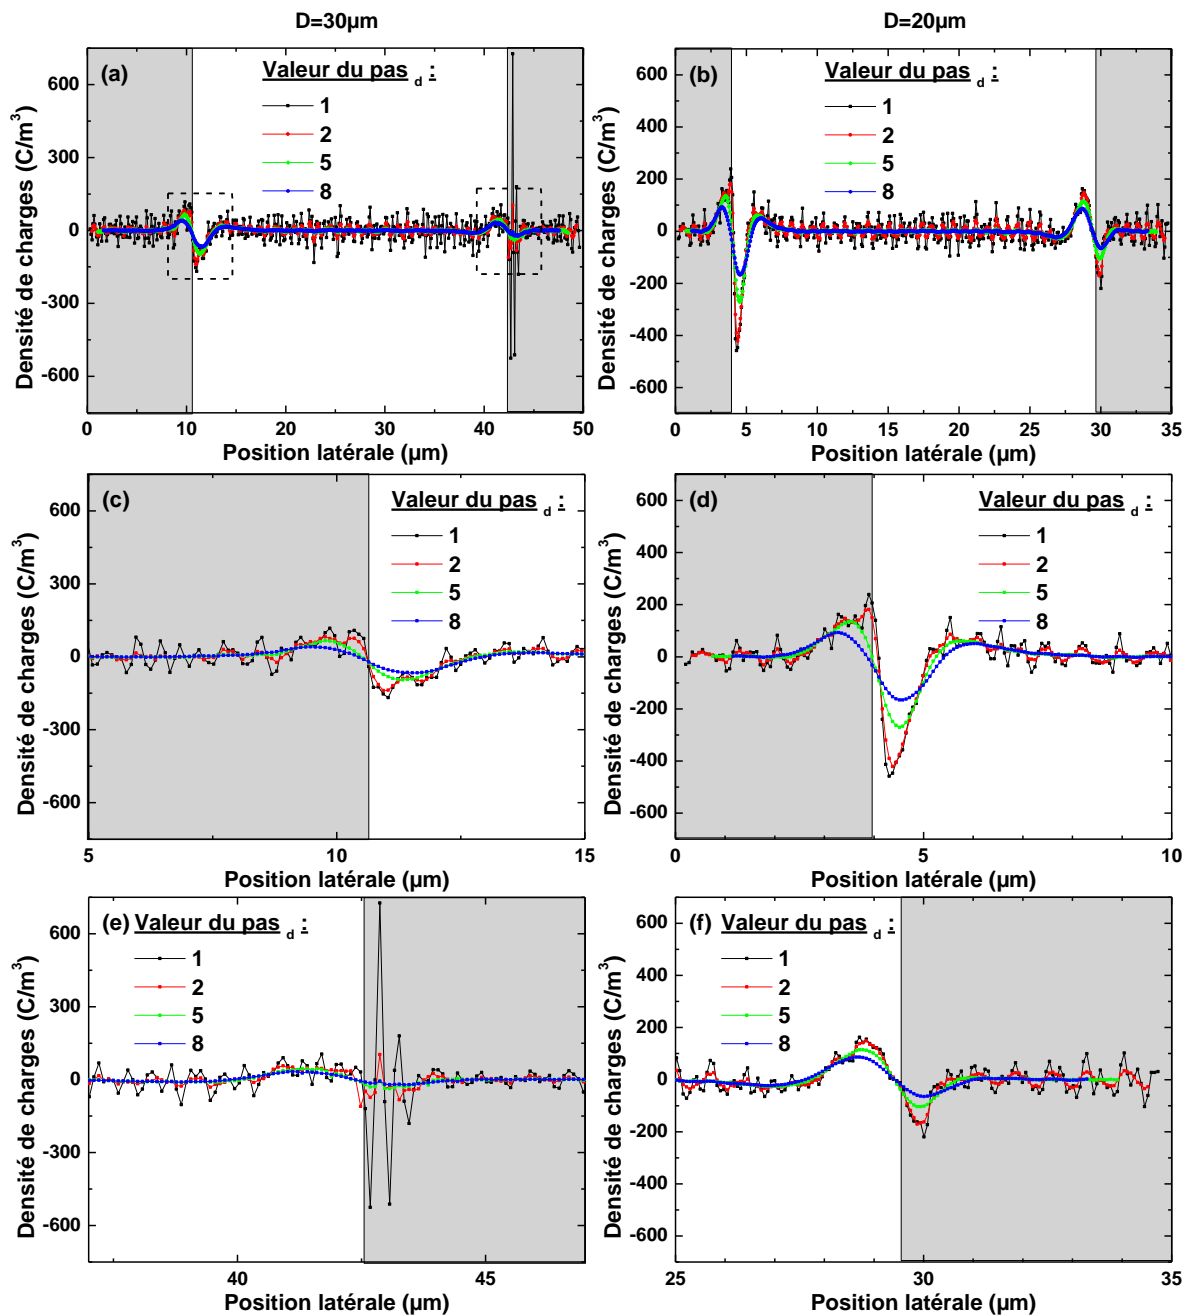 D=30µm
D=20µm
(a)
Valeur du pas d :
1
2
5
8
600
300
0
-300
-600
Densité de charges (C/m³)
0 10 20 30 40 50
Position latérale (µm)
(b)
Valeur du pas d :
1
2
5
8
600
400
200
0
-200
-400
-600
Densité de charges (C/m³)
0 5 10 15 20 25 30 35
Position latérale (µm)
(c)
Valeur du pas d :
1
2
5
8
600
300
0
-300
-600
Densité de charges (C/m³)
5 10 15
Position latérale (µm)
(d)
Valeur du pas d :
1
2
5
8
600
400
200
0
-200
-400
-600
Densité de charges (C/m³)
0 5 10
Position latérale (µm)
(e)
Valeur du pas d :
1
2
5
8
600
300
0
-300
-600
Densité de charges (C/m³)
40 45
Position latérale (µm)
(f)
Valeur du pas d :
1
2
5
8
600
400
200
0
-200
-400
-600
Densité de charges (C/m³)
25 30 35
Position latérale (µm)